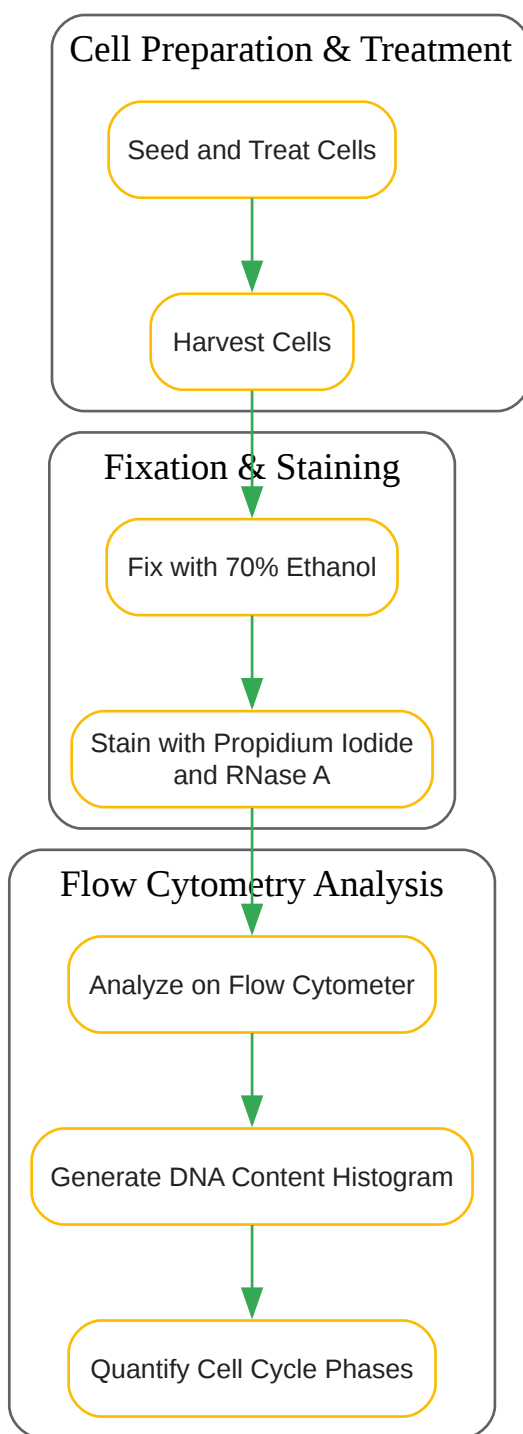 Cell Preparation & Treatment
Seed and Treat Cells
Harvest Cells
Fixation & Staining
Fix with 70% Ethanol
Stain with Propidium Iodide
and RNase A
Flow Cytometry Analysis
Analyze on Flow Cytometer
Generate DNA Content Histogram
Quantify Cell Cycle Phases